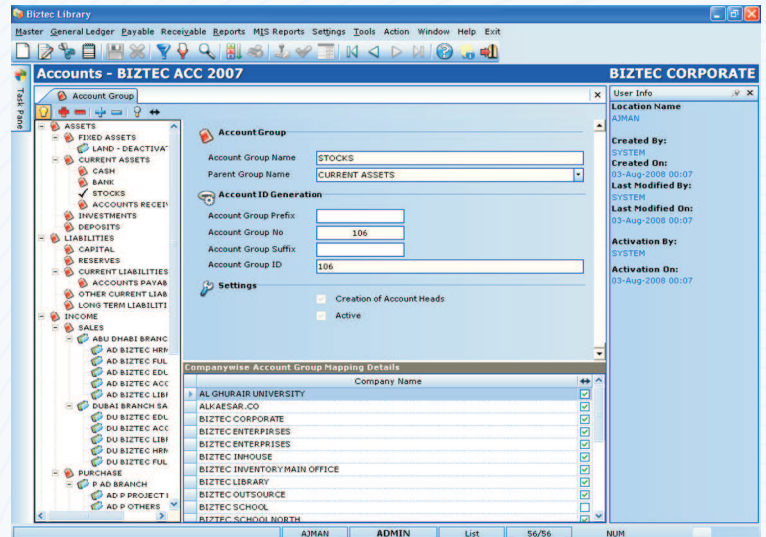 Biztec Library
Master General Ledger Payable Receivable Reports MIS Reports Settings Tools Action Window Help Exit
Accounts - BIZTEC ACC 2007
BIZTEC CORPORATE
Task Pane
Account Group
ASSETS
FIXED ASSETS
LAND - DEACTIVAT
CURRENT ASSETS
CASH
BANK
STOCKS
ACCOUNTS RECEIV
INVESTMENTS
DEPOSITS
LIABILITIES
CAPITAL
RESERVES
CURRENT LIABILITIES
ACCOUNTS PAYAB
OTHER CURRENT LIAB
LONG TERM LIABILITI
INCOME
SALES
ABU DHABI BRANC
AD BIZTEC HRM
AD BIZTEC FUL
AD BIZTEC EDU
AD BIZTEC ACC
AD BIZTEC LIBR
DUBAI BRANCH SA
DU BIZTEC EDU
DU BIZTEC ACC
DU BIZTEC LIBR
DU BIZTEC HRM
DU BIZTEC FUL
PURCHASE
P AD BRANCH
AD P PROJECT I
AD P OTHERS
Account Group
Account Group Name STOCKS
Parent Group Name CURRENT ASSETS
Account ID Generation
Account Group Prefix
Account Group No 106
Account Group Suffix
Account Group ID 106
Settings
Creation of Account Heads
Active
Companywise Account Group Mapping Details
Company Name
AL GHURAIR UNIVERSITY
ALKAESAR.CO
BIZTEC CORPORATE
BIZTEC ENTERPIRSES
BIZTEC ENTERPRISES
BIZTEC INHOUSE
BIZTEC INVENTORY MAIN OFFICE
BIZTEC LIBRARY
BIZTEC OUTSOURCE
BIZTEC SCHOOL
BIZTEC SCHOOL NORTH
User Info
Location Name
AJMAN
Created By:
SYSTEM
Created On:
03-Aug-2008 00:07
Last Modified By:
SYSTEM
Last Modified On:
03-Aug-2008 00:07
Activation By:
SYSTEM
Activation On:
03-Aug-2008 00:07
AJMAN ADMIN List 56/56 NUM